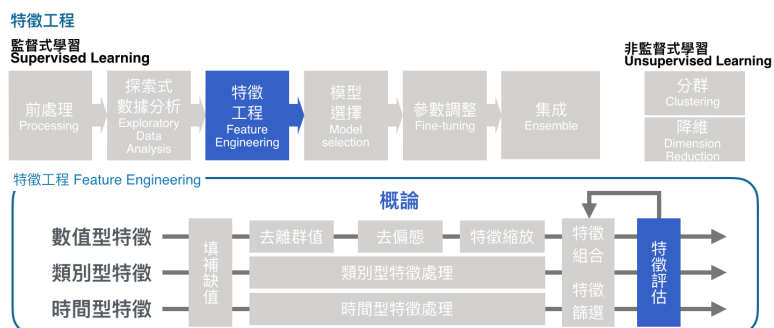 特徵工程
監督式學習
Supervised Learning
非監督式學習
Unsupervised Learning
前處理
Processing
探索式
數據分析
Exploratory
Data
Analysis
特徵
工程
Feature
Engineering
模型
選擇
Model
selection
參數調整
Fine-tuning
集成
Ensemble
分群
Clustering
降維
Dimension
Reduction
特徵工程 Feature Engineering
概論
數值型特徵
類別型特徵
時間型特徵
填補缺值
去離群值
去偏態
特徵縮放
類別型特徵處理
時間型特徵處理
特徵
組合
特徵
篩選
特徵評估